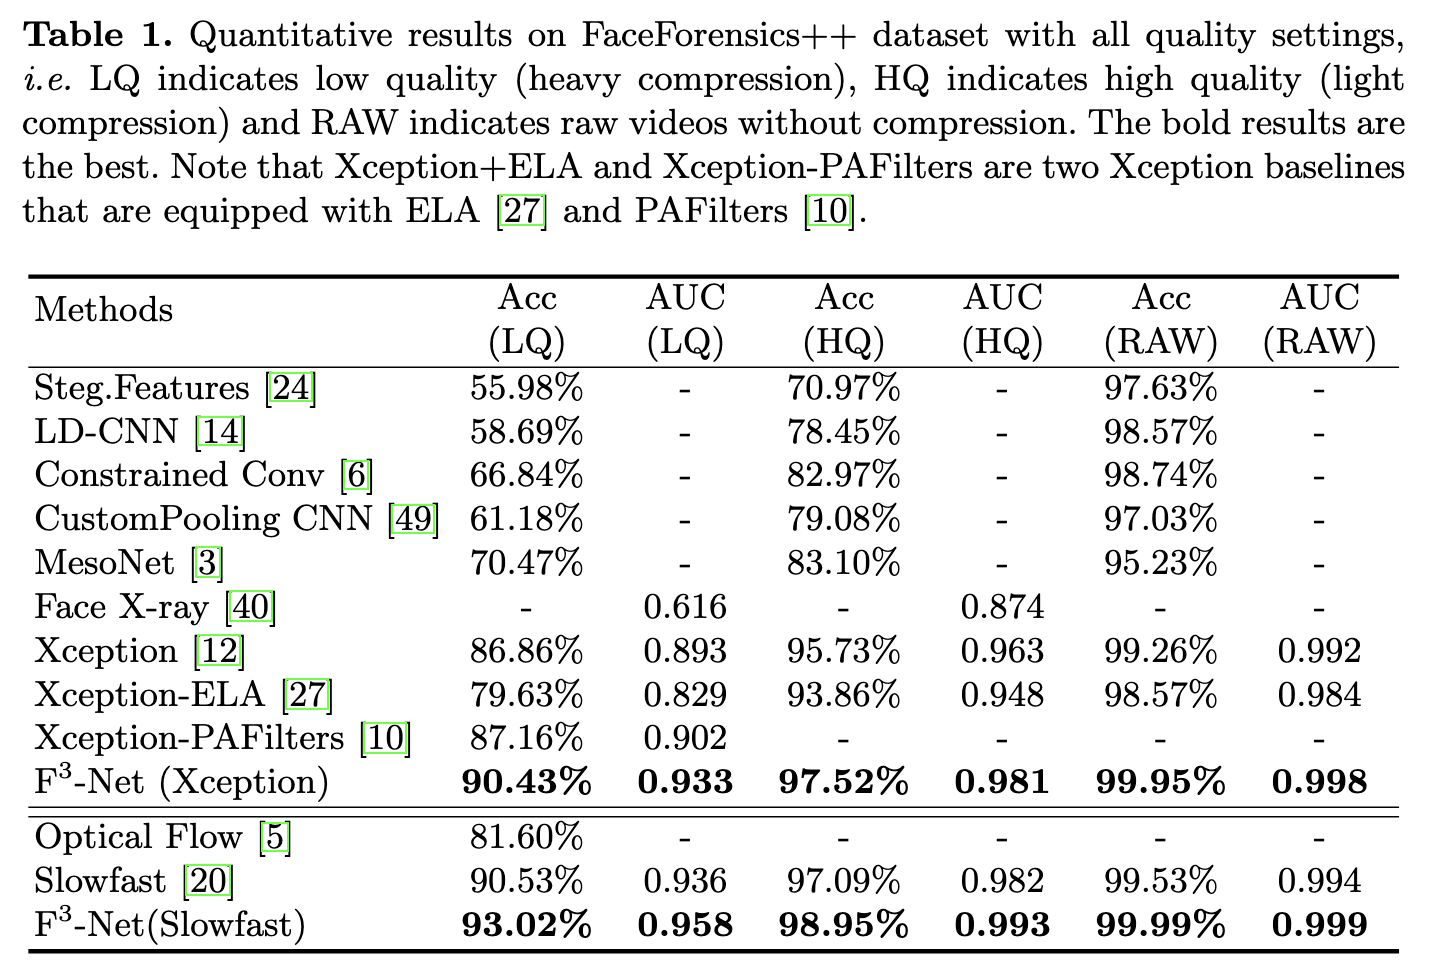 Table 1. Quantitative results on FaceForensics++ dataset with all quality settings,
i.e. LQ indicates low quality (heavy compression), HQ indicates high quality (light
compression) and RAW indicates raw videos without compression. The bold results are
the best. Note that Xception+ELA and Xception-PAFilters are two Xception baselines
that are equipped with ELA [27] and PAFilters [10].
Methods Acc (LQ) AUC (LQ) Acc (HQ) AUC (HQ) Acc (RAW) AUC (RAW)
Steg.Features [24] 55.98% - 70.97% - 97.63% -
LD-CNN [14] 58.69% - 78.45% - 98.57% -
Constrained Conv [6] 66.84% - 82.97% - 98.74% -
CustomPooling CNN [49] 61.18% - 79.08% - 97.03% -
MesoNet [3] 70.47% - 83.10% - 95.23% -
Face X-ray [40] - 0.616 - 0.874 - -
Xception [12] 86.86% 0.893 95.73% 0.963 99.26% 0.992
Xception-ELA [27] 79.63% 0.829 93.86% 0.948 98.57% 0.984
Xception-PAFilters [10] 87.16% 0.902 - - - -
F³-Net (Xception) 90.43% 0.933 97.52% 0.981 99.95% 0.998
Optical Flow [5] 81.60% - - - - -
Slowfast [20] 90.53% 0.936 97.09% 0.982 99.53% 0.994
F³-Net(Slowfast) 93.02% 0.958 98.95% 0.993 99.99% 0.999